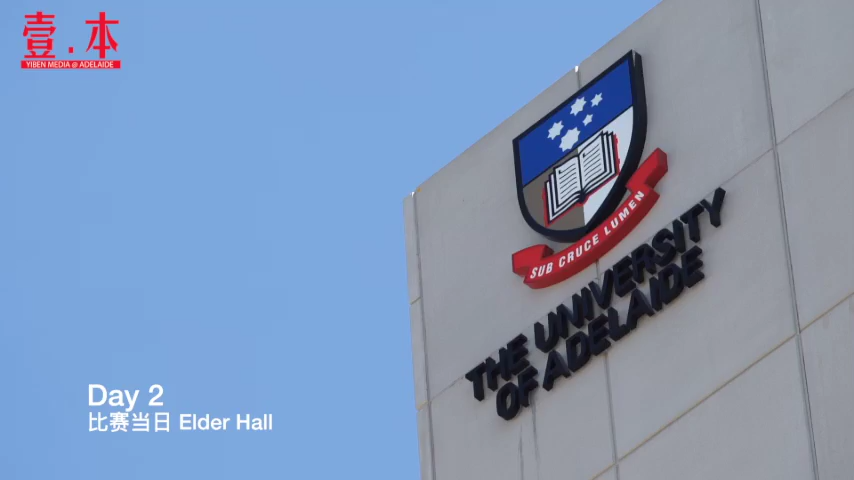 壹.本
YIBEN MEDIA @ ADELAIDE
SUB CRUCE LUMEN
THE UNIVERSITY
OF ADELAIDE
Day 2
比赛当日 Elder Hall